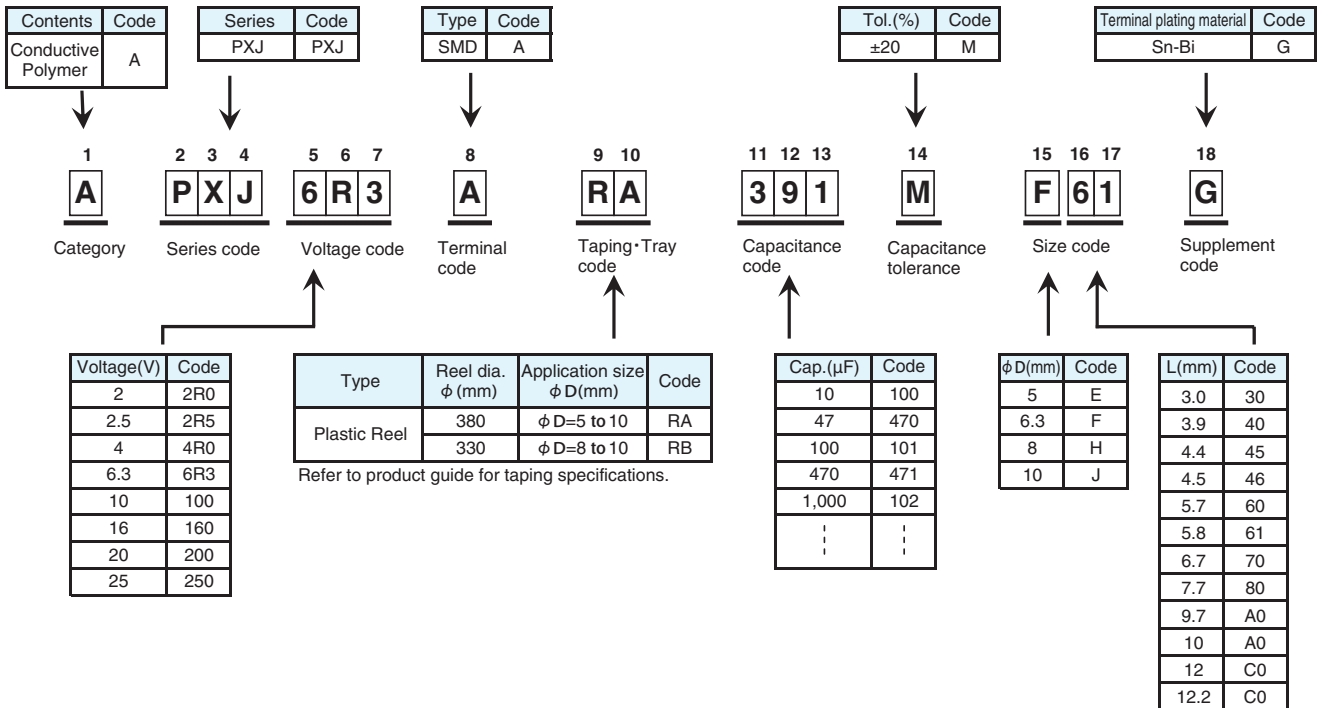 Contents Code
Conductive Polymer A
Series Code
PXJ PXJ
Type Code
SMD A
Tol.(%) Code
±20 M
Terminal plating material Code
Sn-Bi G
1 2 3 4 5 6 7 8 9 10 11 12 13 14 15 16 17 18
A P X J 6 R 3 A R A 3 9 1 M F 6 1 G
Category
Series code
Voltage code
Terminal
code
Taping・Tray
code
Capacitance
code
Capacitance
tolerance
Size code
Supplement
code
Voltage(V) Code
2 2R0
2.5 2R5
4 4R0
6.3 6R3
10 100
16 160
20 200
25 250
Type Reel dia. φ (mm) Application size φ D(mm) Code
Plastic Reel 380 φ D=5 to 10 RA
330 φ D=8 to 10 RB
Refer to product guide for taping specifications.
Cap.(µF) Code
10 100
47 470
100 101
470 471
1,000 102
φ D(mm) Code
5 E
6.3 F
8 H
10 J
L(mm) Code
3.0 30
3.9 40
4.4 45
4.5 46
5.7 60
5.8 61
6.7 70
7.7 80
9.7 A0
10 A0
12 C0
12.2 C0